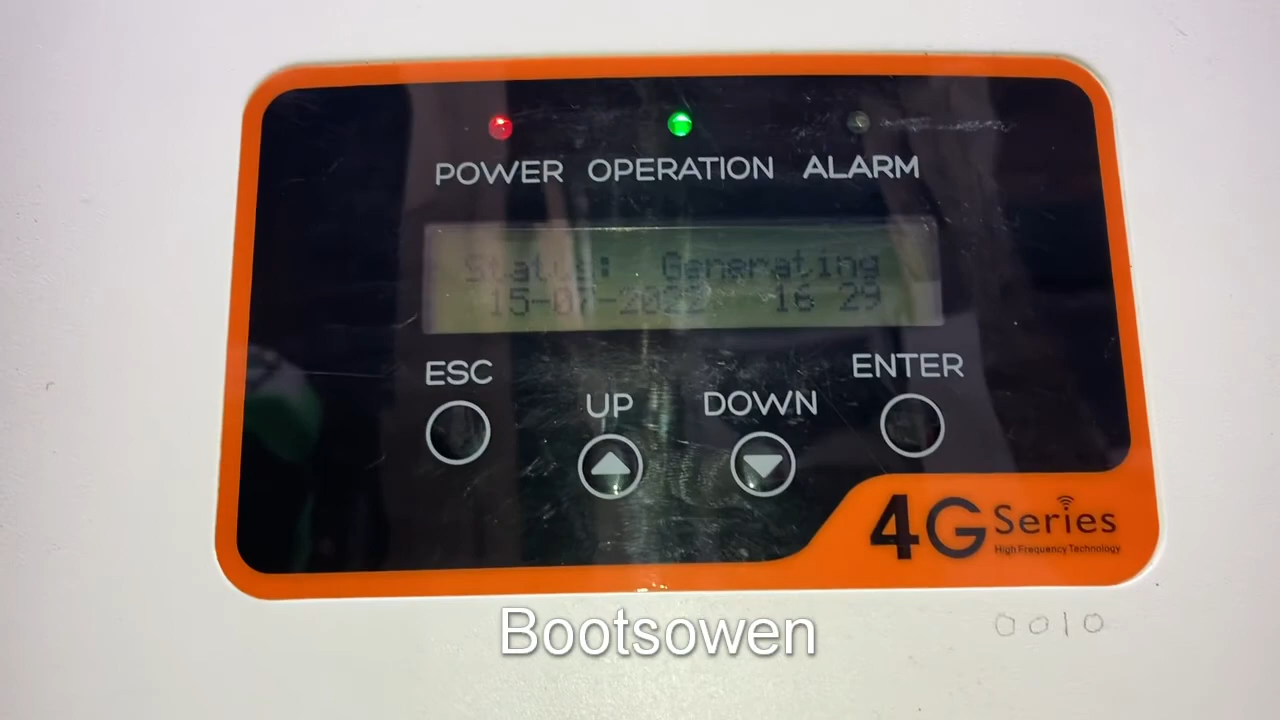 POWER OPERATION ALARM
Status: Generating
15-07-2022 16 29
ESC
UP
DOWN
ENTER
4G Series
High Frequency Technology
Bootsowen
0010